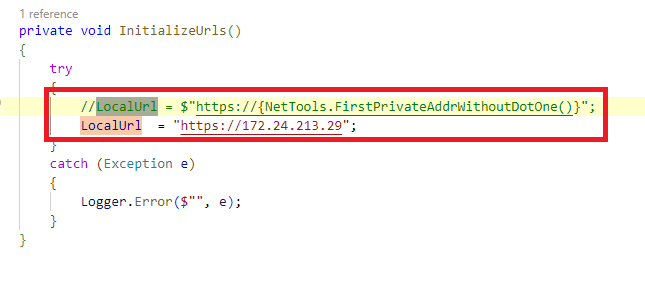 1 reference
private void InitializeUrls()
{
try
{
//LocalUrl = $"https://{NetTools.FirstPrivateAddrWithoutDotOne()}";
LocalUrl  = "https://172.24.213.29";
}
catch (Exception e)
{
Logger.Error($"", e);
}
}